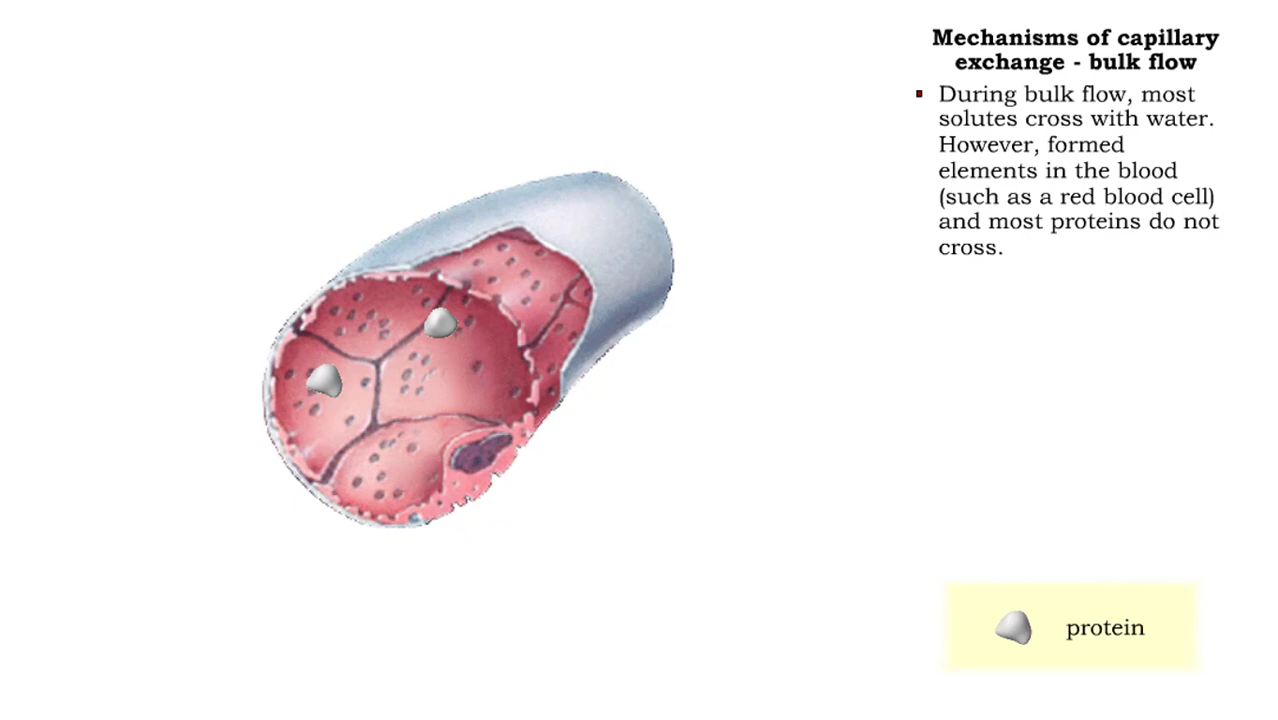 Mechanisms of capillary
exchange - bulk flow
During bulk flow, most
solutes cross with water.
However, formed
elements in the blood
(such as a red blood cell)
and most proteins do not
cross.
protein